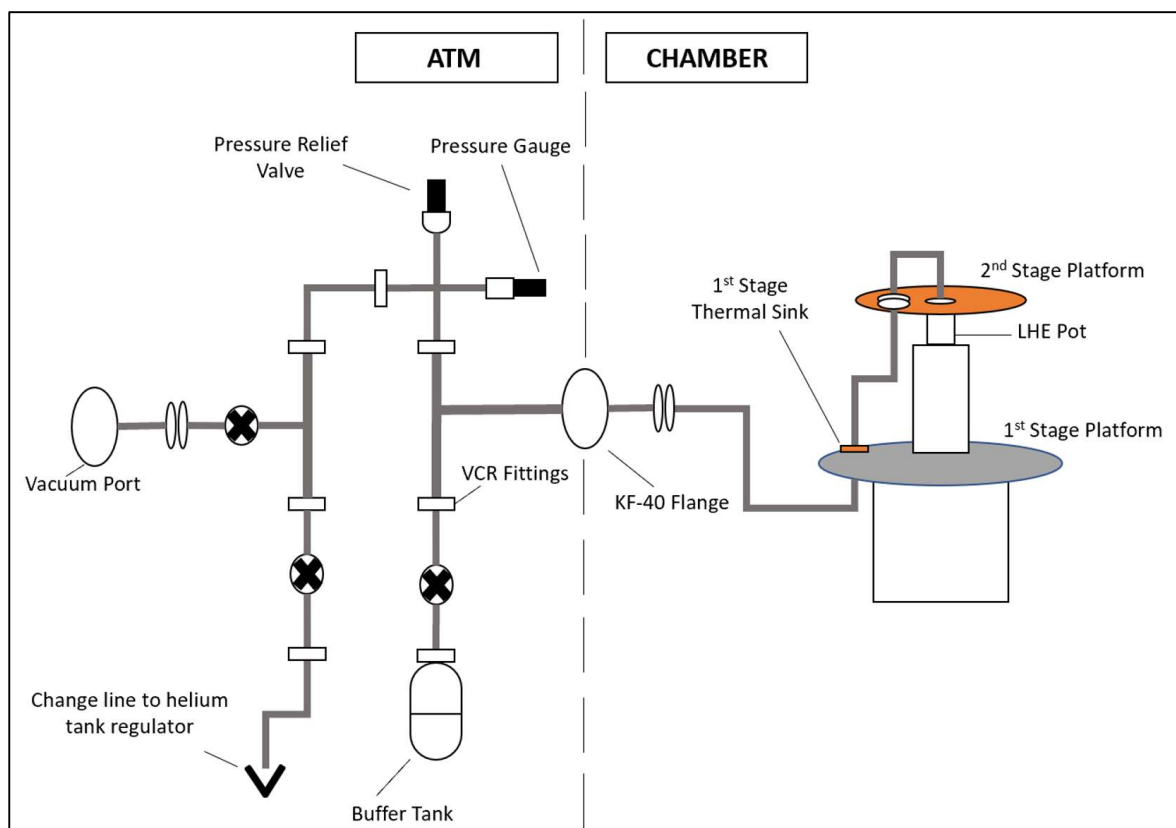 ATM
CHAMBER
Pressure Relief
Valve
Pressure Gauge
1st Stage
Thermal Sink
2nd Stage Platform
LHE Pot
1st Stage Platform
Vacuum Port
VCR Fittings
KF-40 Flange
Change line to helium
tank regulator
Buffer Tank